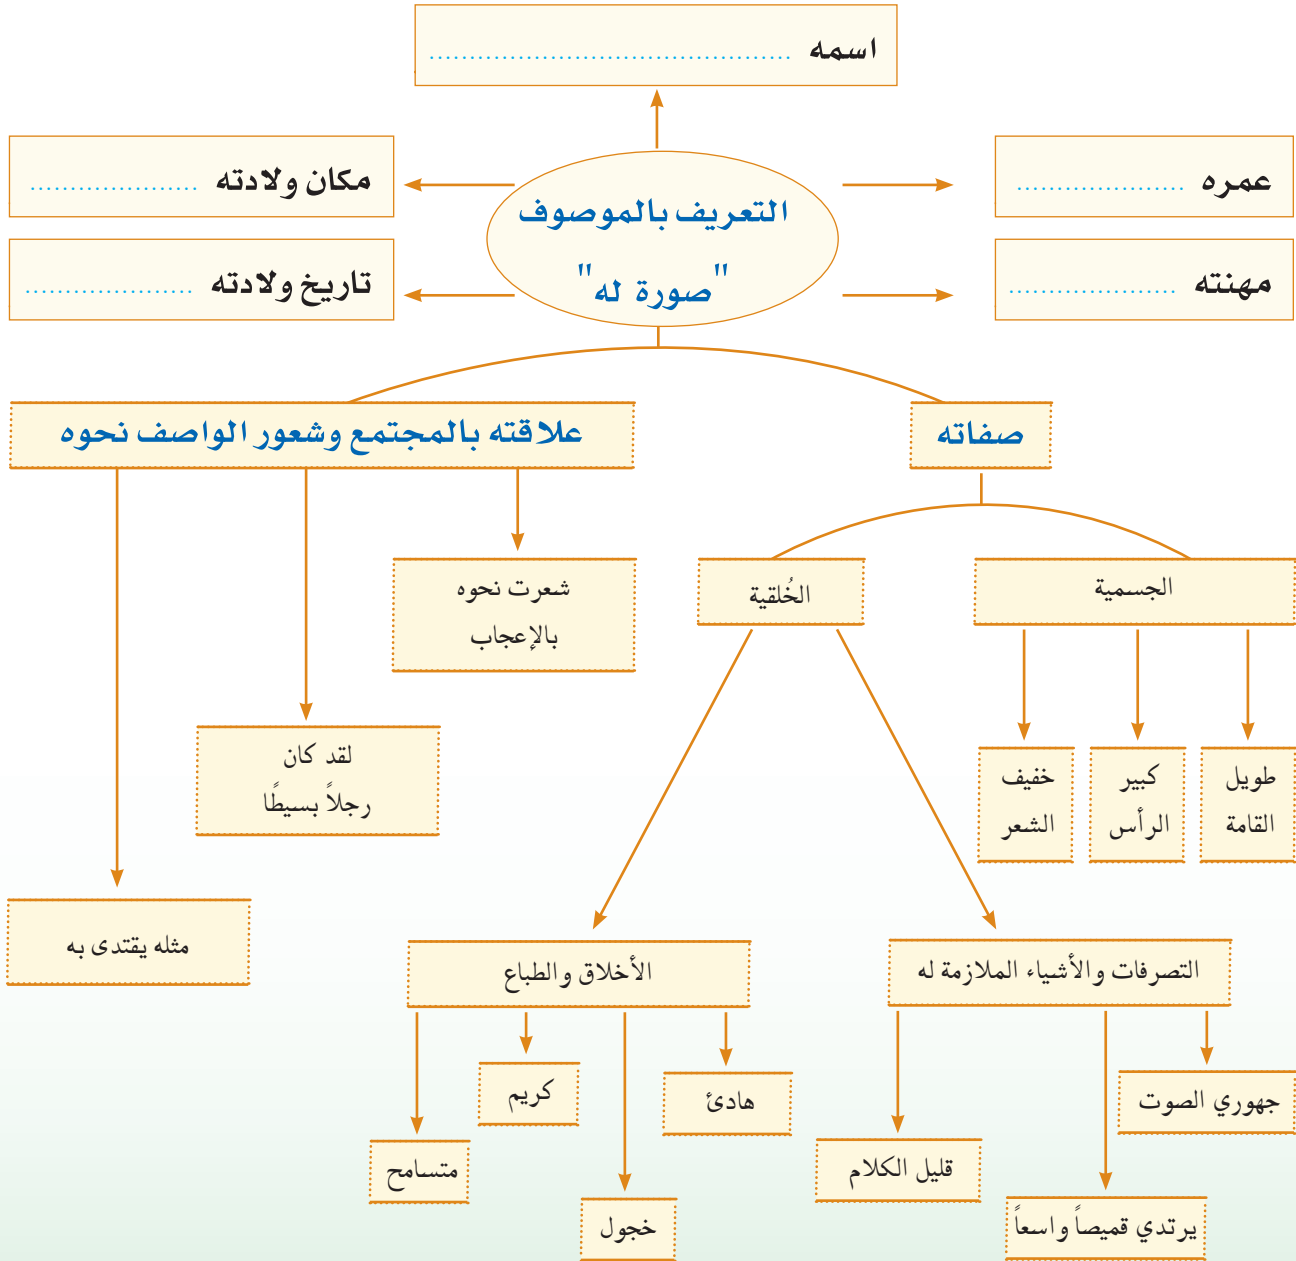 اسمه ..........................................
عمره .....................
مكان ولادته .....................
التعريف بالموصوف
"صورة له"
مهنته .....................
تاريخ ولادته .....................
صفاته
علاقته بالمجتمع وشعور الواصف نحوه
الجسمية
الخُلقية
شعرت نحوه
بالإعجاب
طويل
القامة
كبير
الرأس
خفيف
الشعر
لقد كان
رجلاً بسيطًا
مثله يقتدى به
التصرفات والأشياء الملازمة له
الأخلاق والطباع
جهوري الصوت
يرتدي قميصاً واسعاً
قليل الكلام
هادئ
خجول
كريم
متسامح